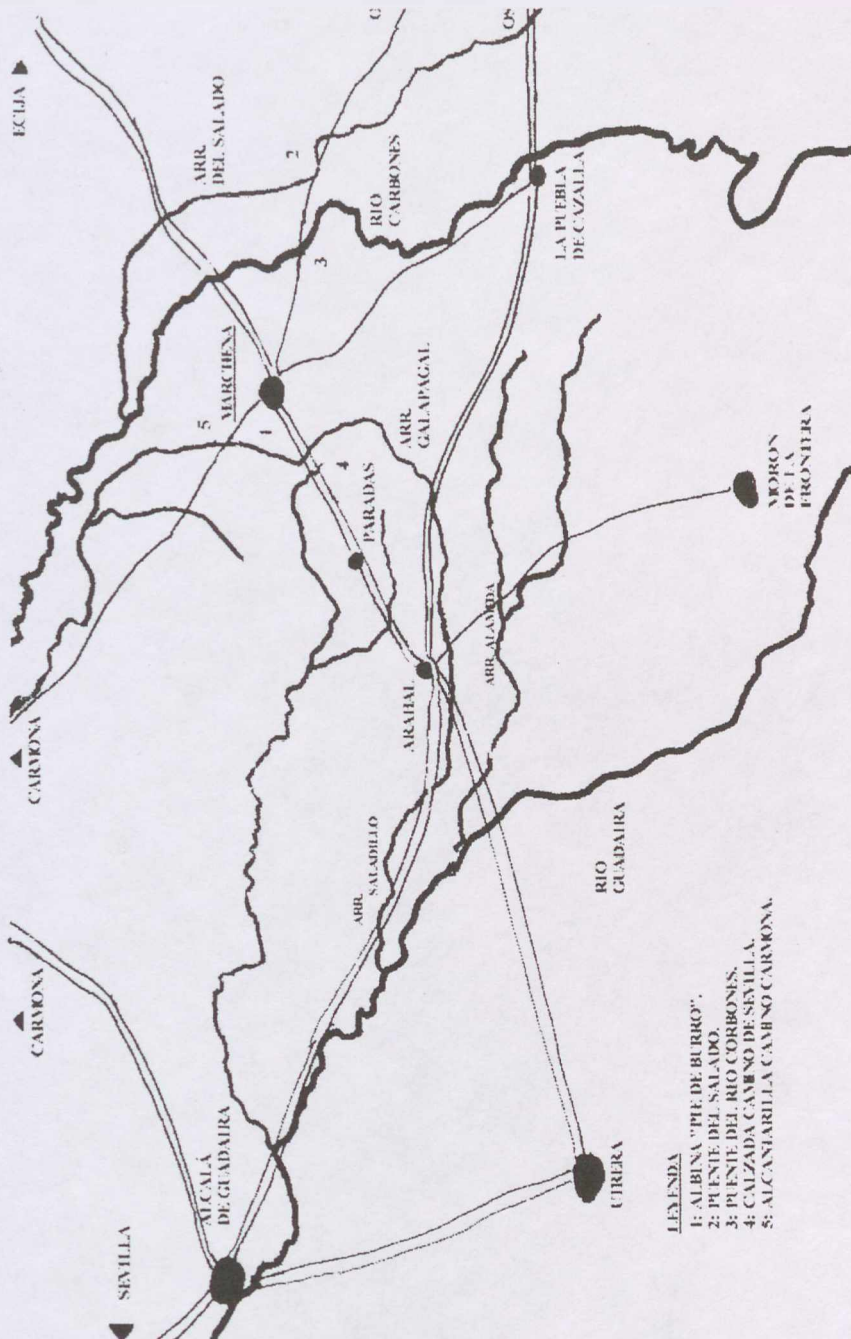 SEVILLA
CARMONA
CARMONA
ECIJA
ALCALÁ
DE GUADAIRA
ARR.
SALADILLO
ARAHAL
PARADAS
4
1
5
MARCHENA
ARR.
DEL SALADO
2
3
RIO
CARBONES
ARR.
GALAPAGAL
ARR. ALAMEDA
LA PUEBLA
DE CAZALLA
OS
MORON
DE LA
FRONTERA
RIO
GUADAIRA
UTRERA
LEYENDA
1: ALBINA "PIE DE BURRO".
2: PUENTE DEL SALADO.
3: PUENTE DEL RIO CORBONES.
4: CALZADA CAMINO DE SEVILLA.
5: ALCANTARILLA CAMINO CARMONA.